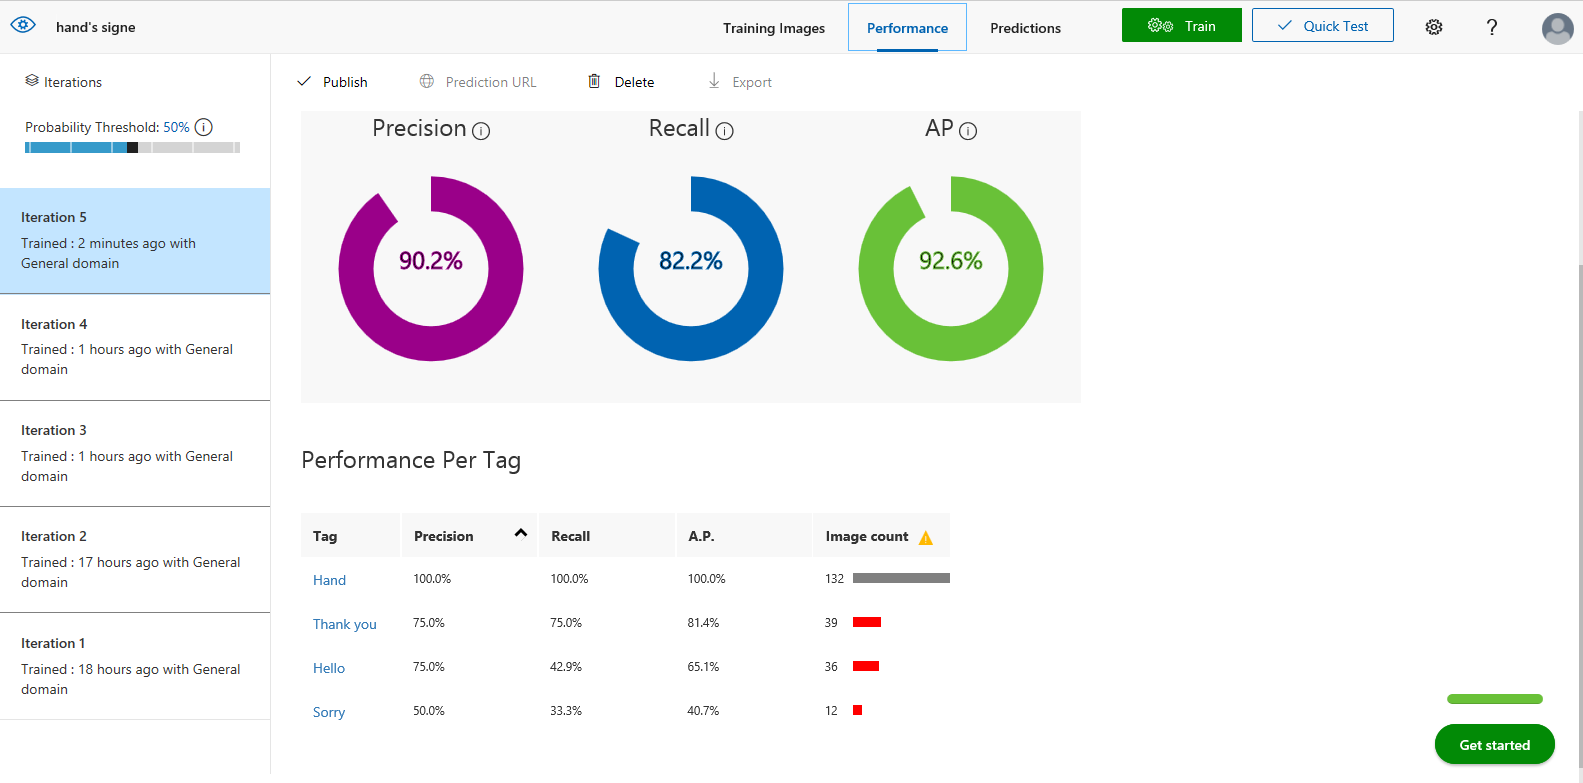 hand's signe
Training Images
Performance
Predictions
Train
Quick Test
?
Iterations
Probability Threshold: 50%
Iteration 5
Trained : 2 minutes ago with
General domain
Iteration 4
Trained : 1 hours ago with General
domain
Iteration 3
Trained : 1 hours ago with General
domain
Iteration 2
Trained : 17 hours ago with General
domain
Iteration 1
Trained : 18 hours ago with General
domain
Publish
Prediction URL
Delete
Export
Precision
Recall
AP
90.2%
82.2%
92.6%
Performance Per Tag
Tag Precision Recall A.P. Image count
Hand 100.0% 100.0% 100.0% 132
Thank you 75.0% 75.0% 81.4% 39
Hello 75.0% 42.9% 65.1% 36
Sorry 50.0% 33.3% 40.7% 12
Get started